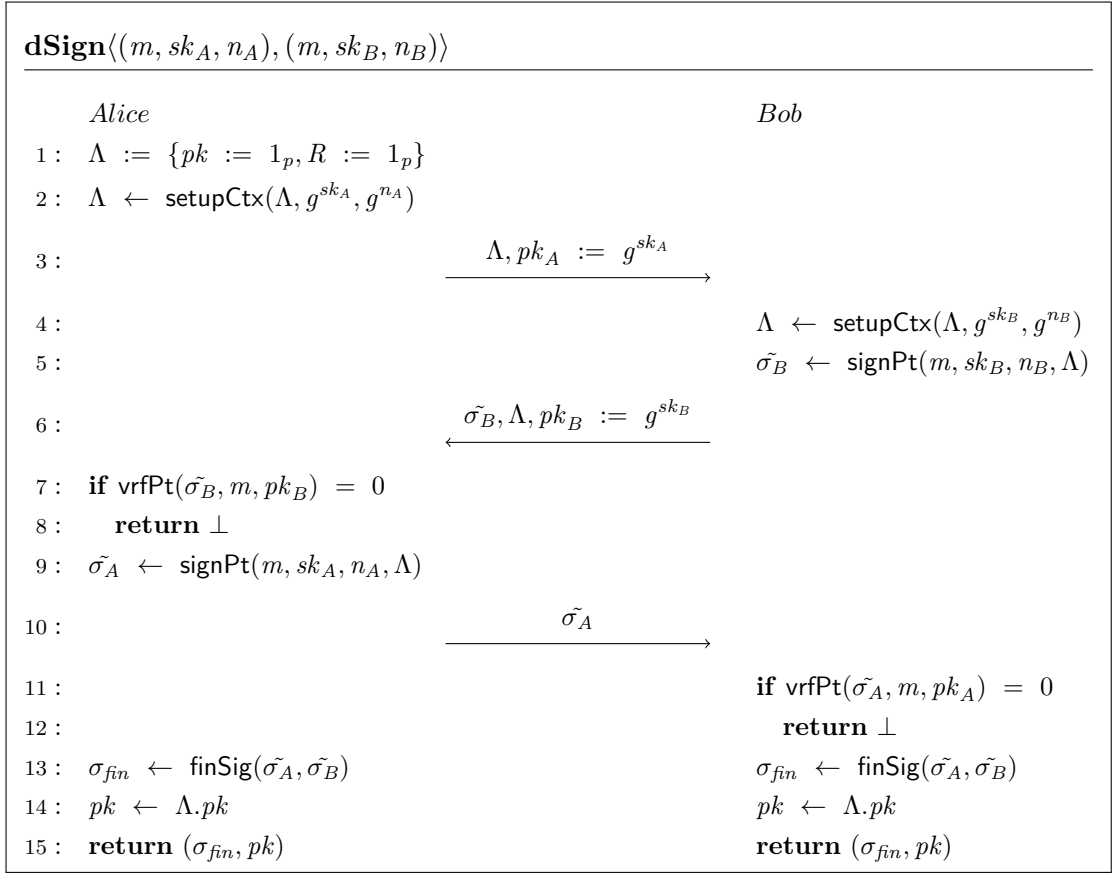 dSign⟨(m, sk_A, n_A), (m, sk_B, n_B)⟩
Alice Bob
1 : Λ := {pk := 1_p, R := 1_p}
2 : Λ ← setupCtx(Λ, g^{sk_A}, g^{n_A})
3 : Λ, pk_A := g^{sk_A}
4 : Λ ← setupCtx(Λ, g^{sk_B}, g^{n_B})
5 : σ̃_B ← signPt(m, sk_B, n_B, Λ)
6 : σ̃_B, Λ, pk_B := g^{sk_B}
7 : if vrfPt(σ̃_B, m, pk_B) = 0
8 : return ⊥
9 : σ̃_A ← signPt(m, sk_A, n_A, Λ)
10 : σ̃_A
11 : if vrfPt(σ̃_A, m, pk_A) = 0
12 : return ⊥
13 : σ_fin ← finSig(σ̃_A, σ̃_B) σ_fin ← finSig(σ̃_A, σ̃_B)
14 : pk ← Λ.pk pk ← Λ.pk
15 : return (σ_fin, pk) return (σ_fin, pk)